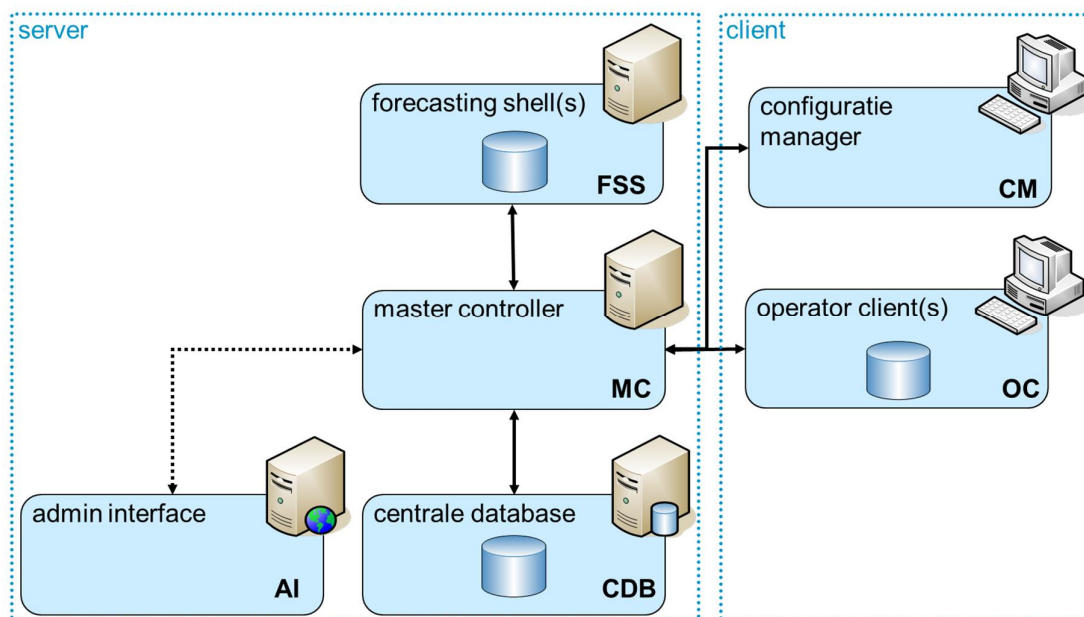 server
forecasting shell(s)
FSS
master controller
MC
admin interface
AI
centrale database
CDB
client
configuratie
manager
CM
operator client(s)
OC